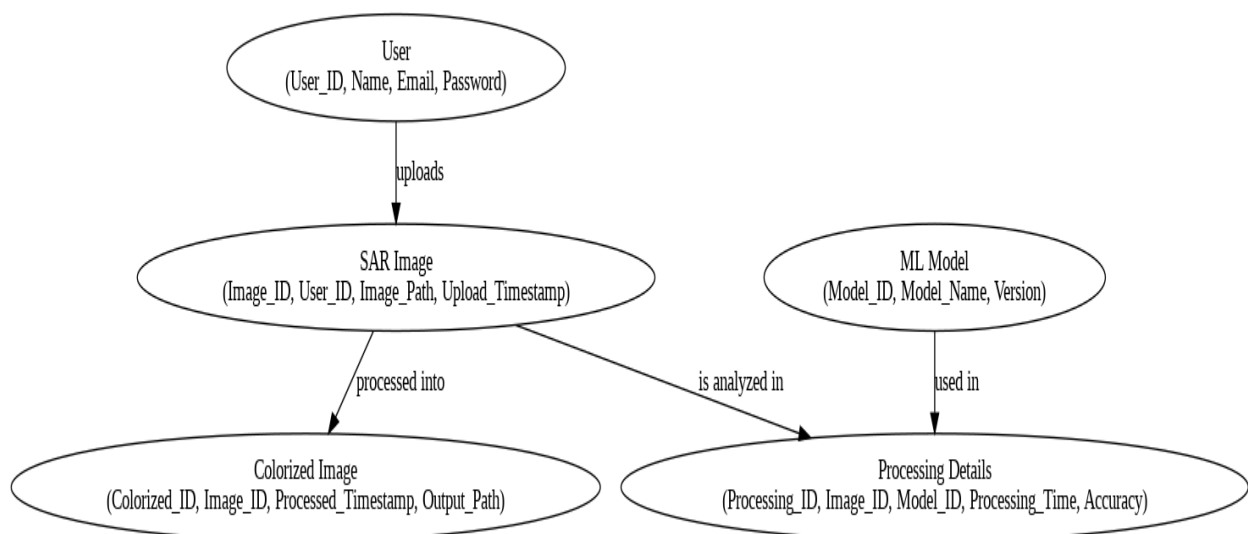 User
(User_ID, Name, Email, Password)
uploads
SAR Image
(Image_ID, User_ID, Image_Path, Upload_Timestamp)
ML Model
(Model_ID, Model_Name, Version)
processed into
is analyzed in
used in
Colorized Image
(Colorized_ID, Image_ID, Processed_Timestamp, Output_Path)
Processing Details
(Processing_ID, Image_ID, Model_ID, Processing_Time, Accuracy)